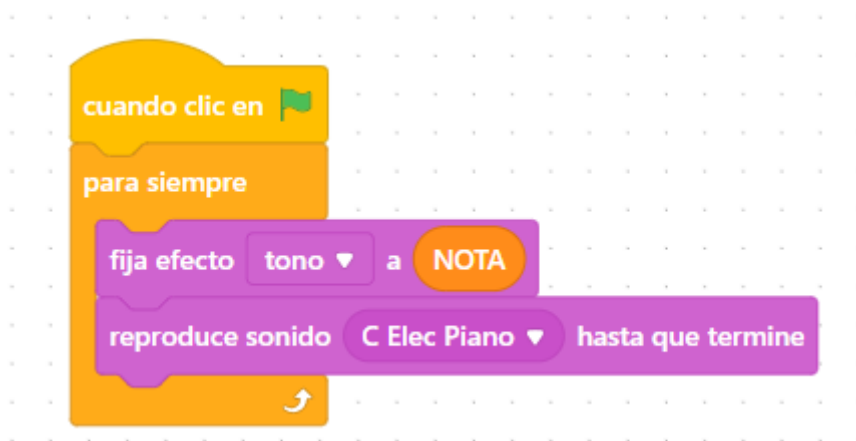 cuando clic en
para siempre
fija efecto tono a NOTA
reproduce sonido C Elec Piano hasta que termine